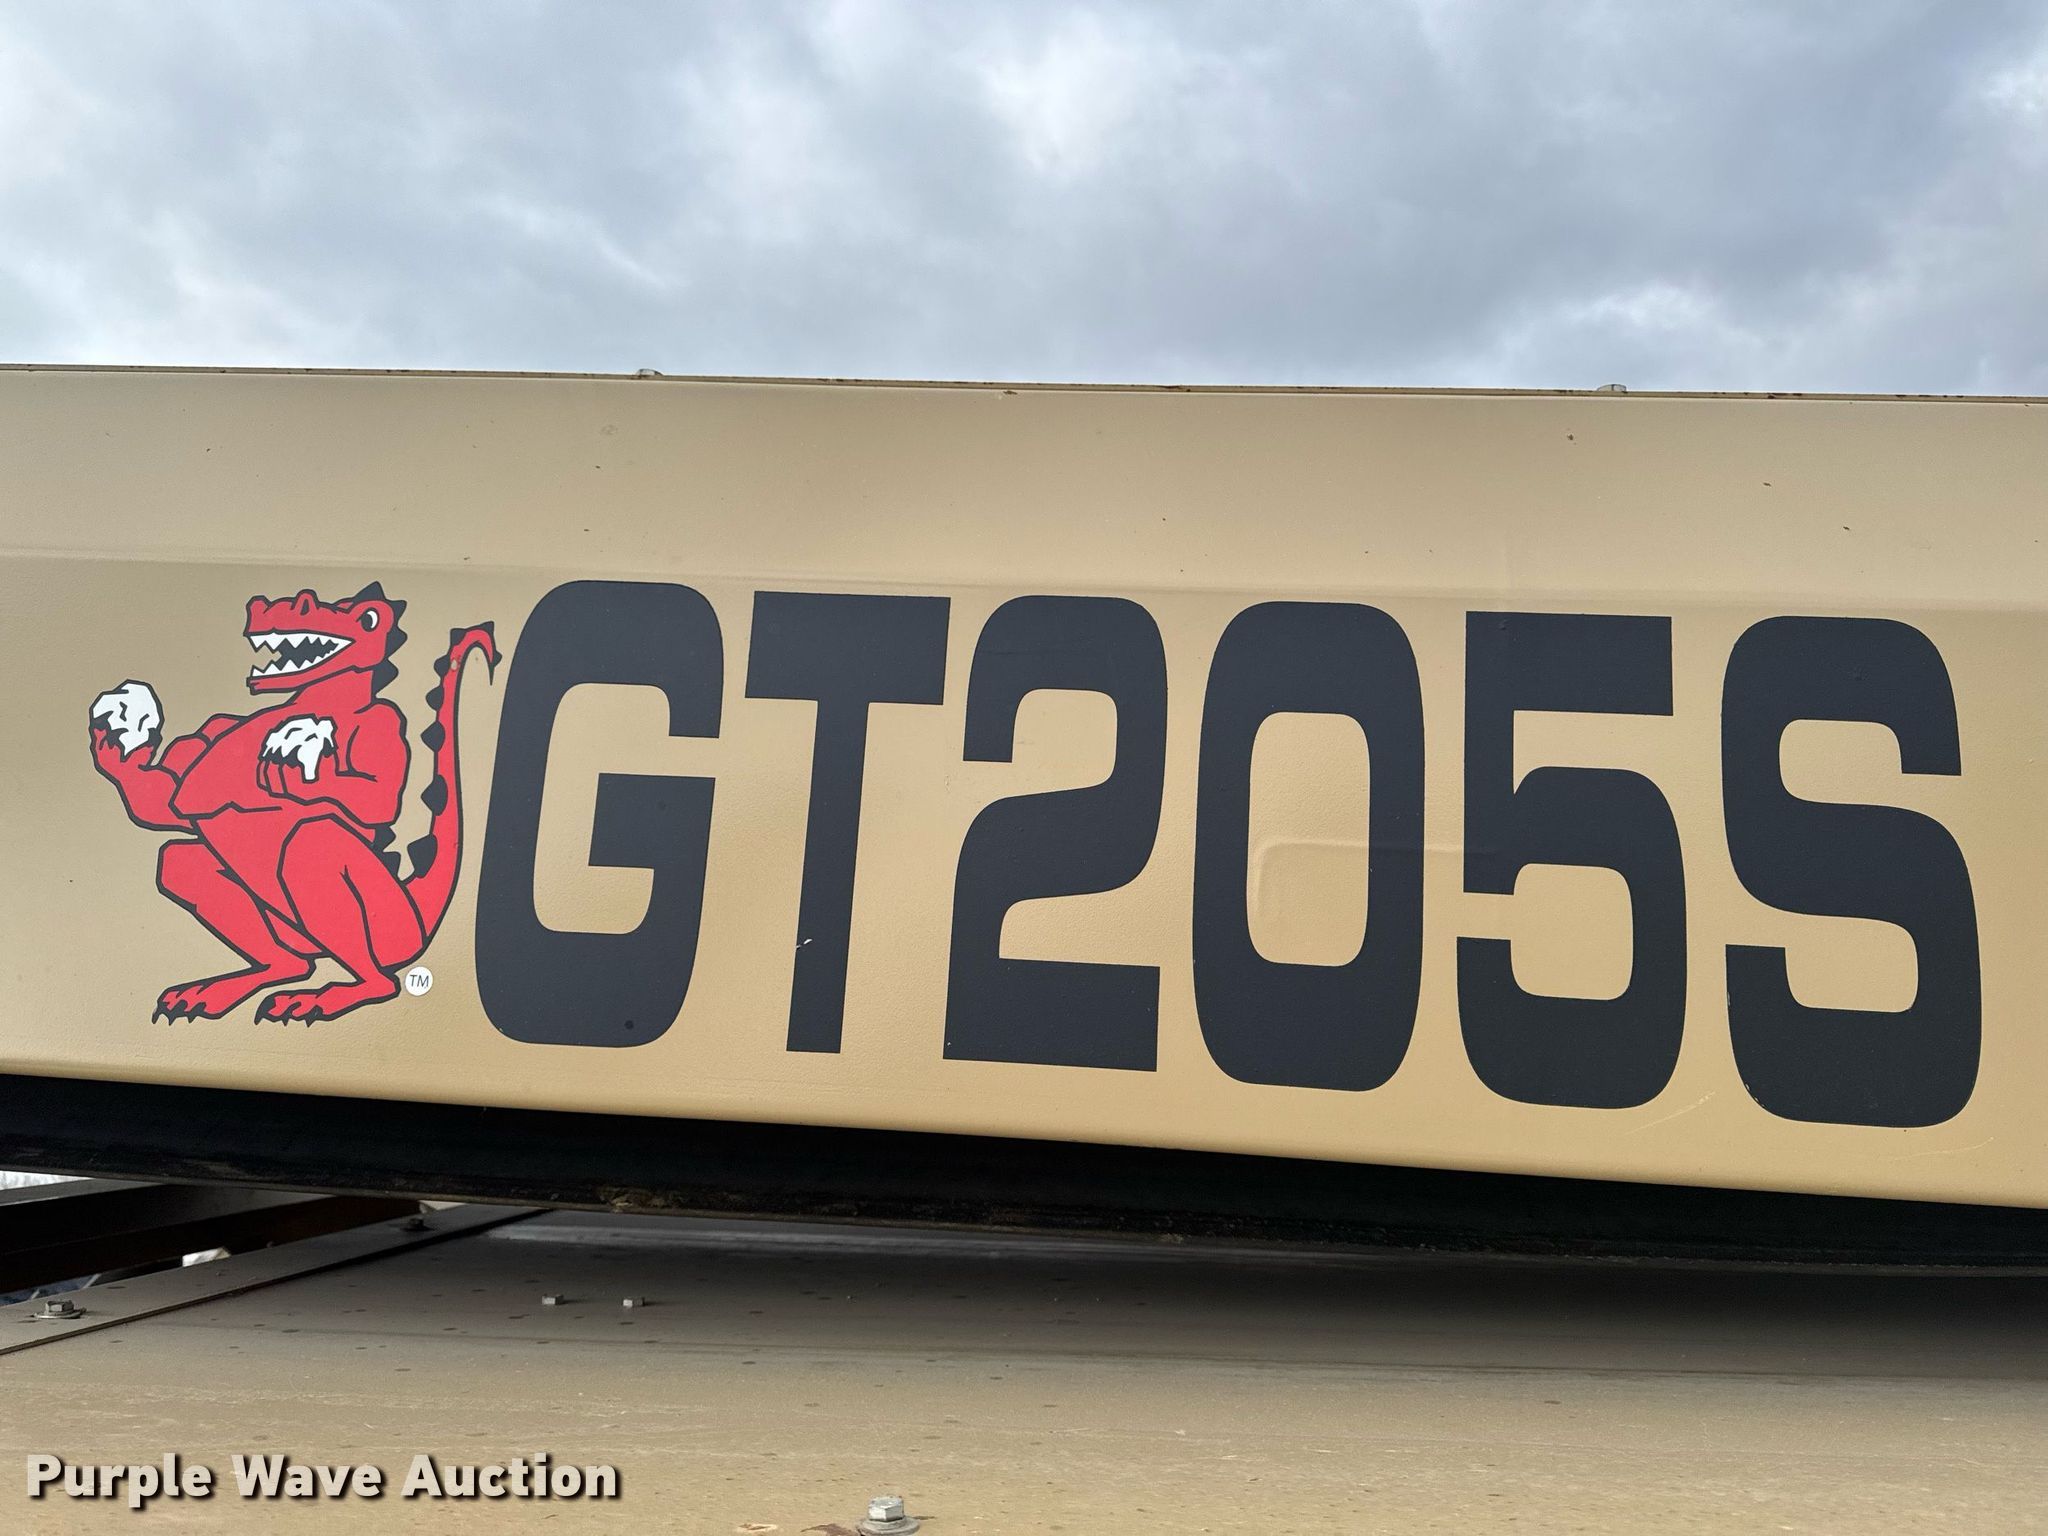 GT205S
TM
Purple Wave Auction